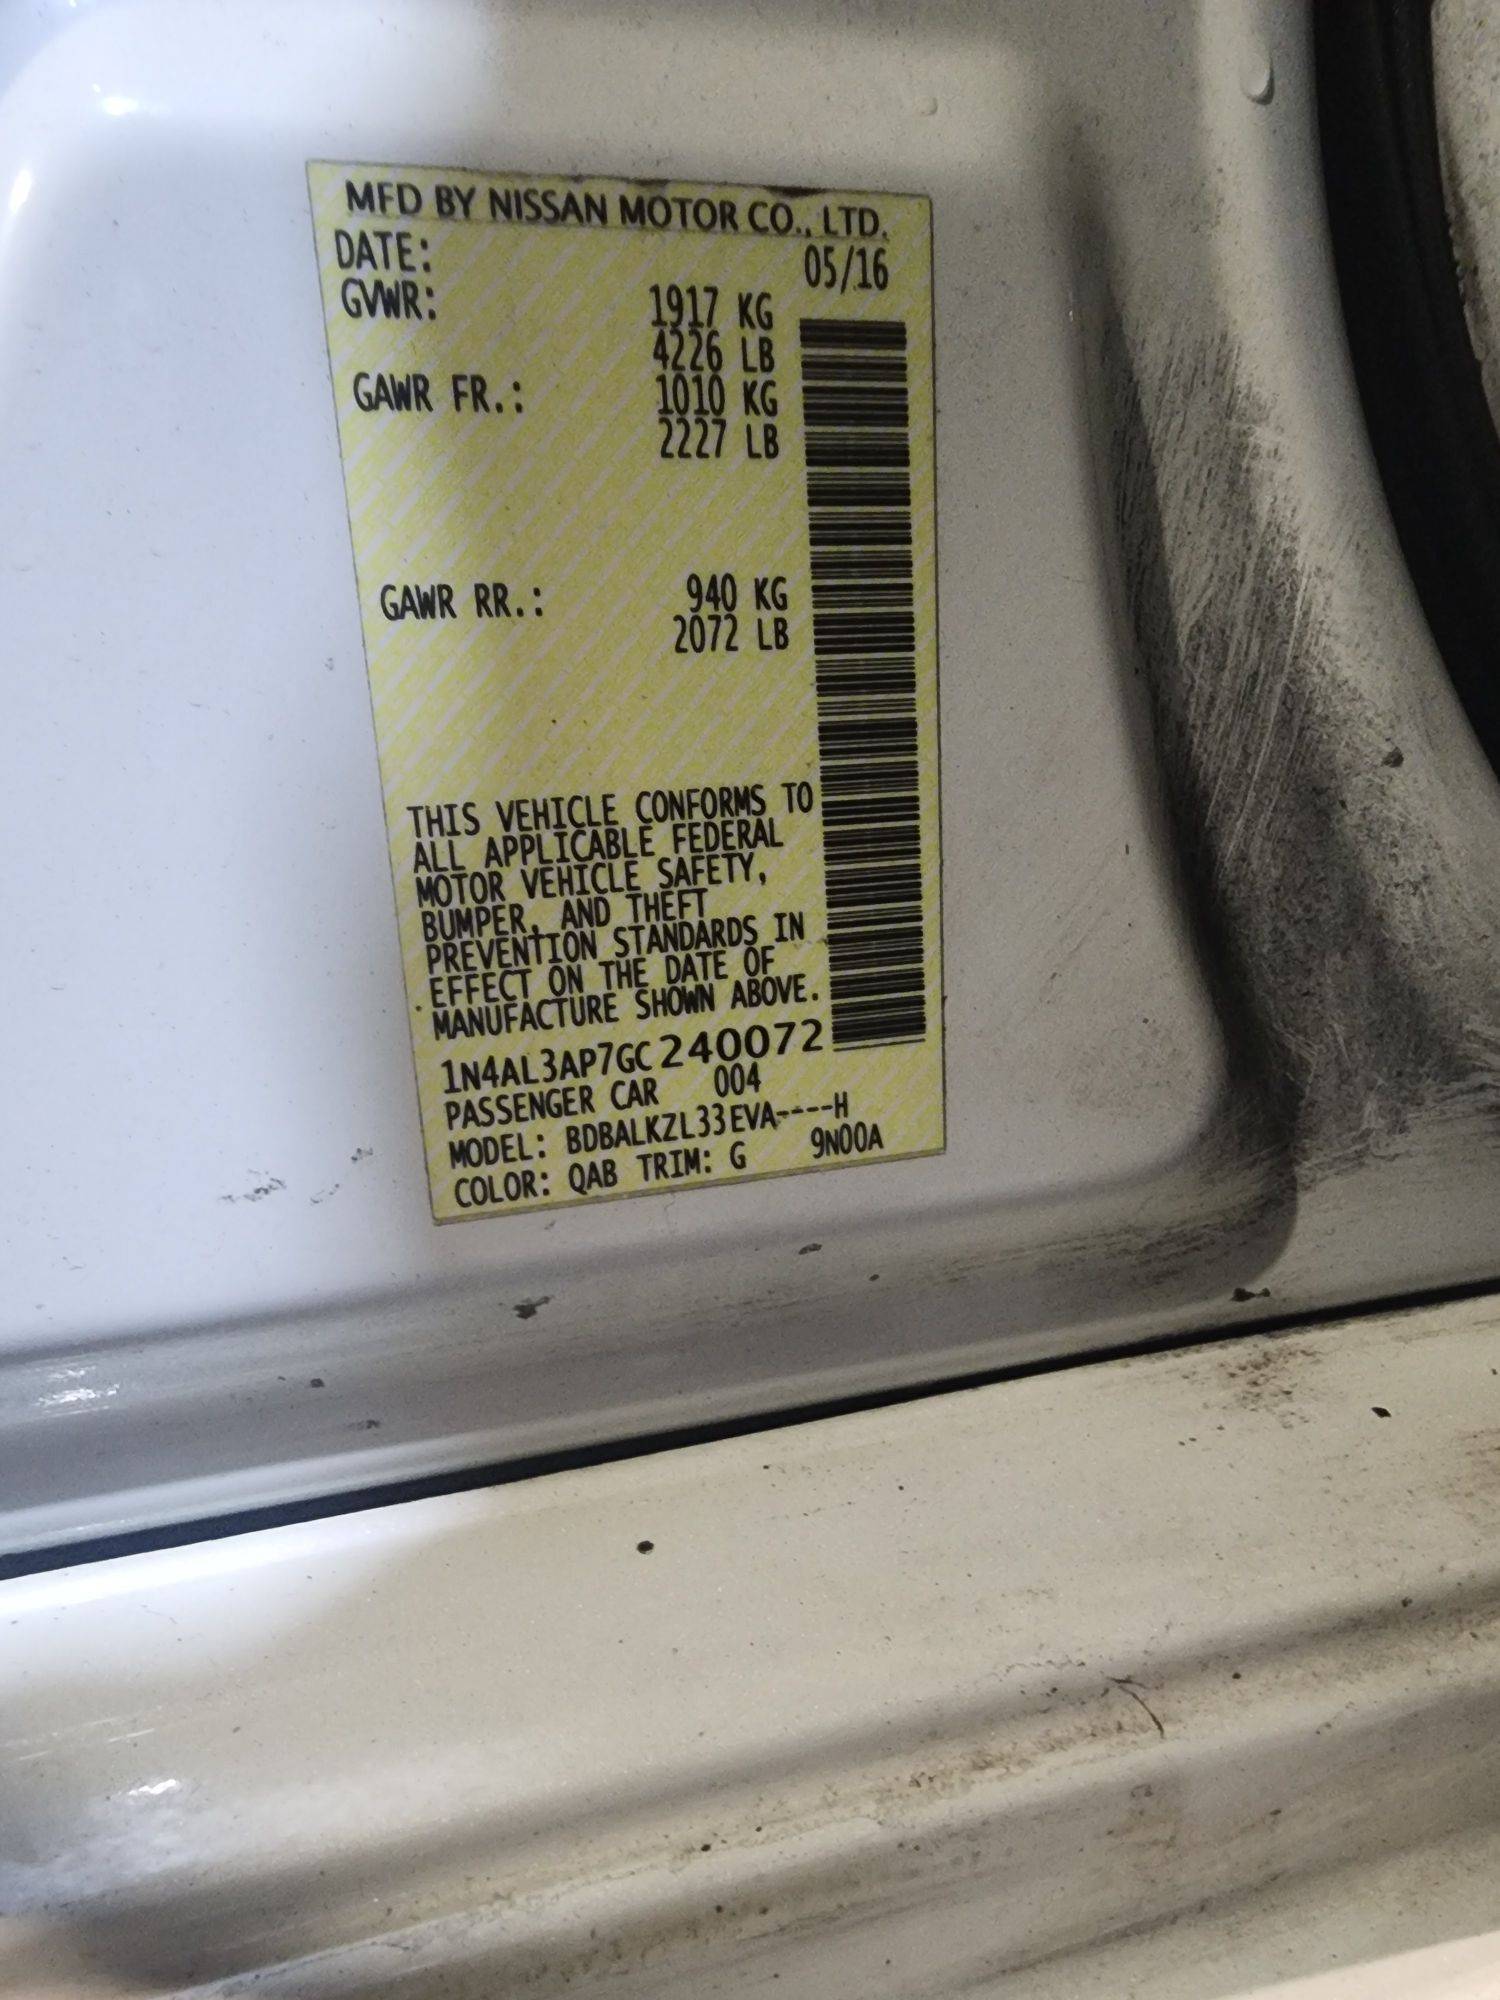 MFD BY NISSAN MOTOR CO., LTD.
DATE: 05/16
GVWR: 1917 KG
4226 LB
GAWR FR.: 1010 KG
2227 LB
GAWR RR.: 940 KG
2072 LB
THIS VEHICLE CONFORMS TO
ALL APPLICABLE FEDERAL
MOTOR VEHICLE SAFETY,
BUMPER, AND THEFT
PREVENTION STANDARDS IN
EFFECT ON THE DATE OF
MANUFACTURE SHOWN ABOVE.
1N4AL3AP7GC240072
PASSENGER CAR 004
MODEL: BDBALKZL33EVA----H
COLOR: QAB TRIM: G 9N00A